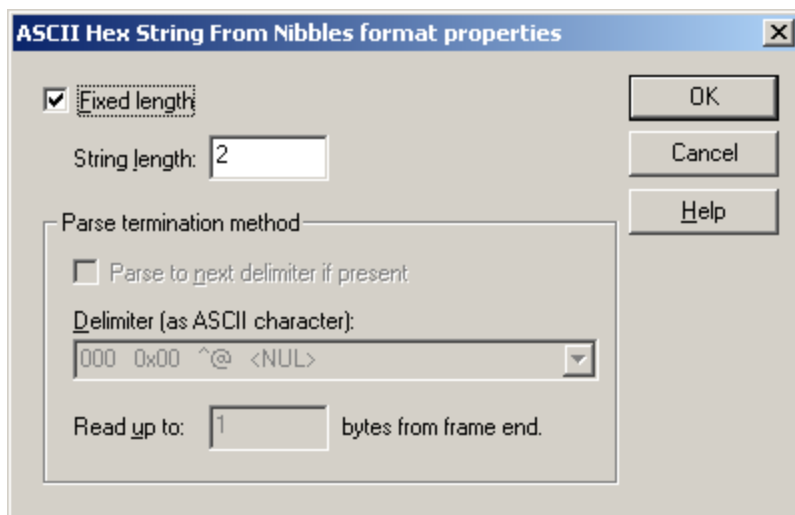 ASCII Hex String From Nibbles format properties
Fixed length
String length: 2
OK
Cancel
Help
Parse termination method
Parse to next delimiter if present
Delimiter (as ASCII character):
000 0x00 ^@ <NUL>
Read up to: 1 bytes from frame end.